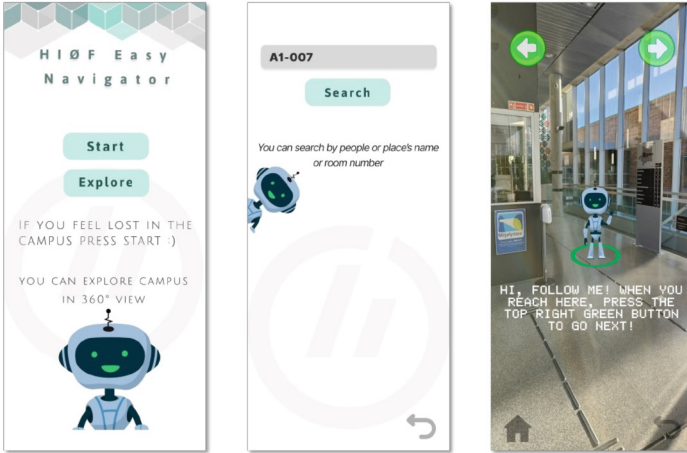 HIØF Easy
Navigator
Start
Explore
IF YOU FEEL LOST IN THE
CAMPUS PRESS START :)
YOU CAN EXPLORE CAMPUS
IN 360° VIEW
A1-007
Search
You can search by people or place's name
or room number
HI, FOLLOW ME! WHEN YOU
REACH HERE, PRESS THE
TOP RIGHT GREEN BUTTON
TO GO NEXT!